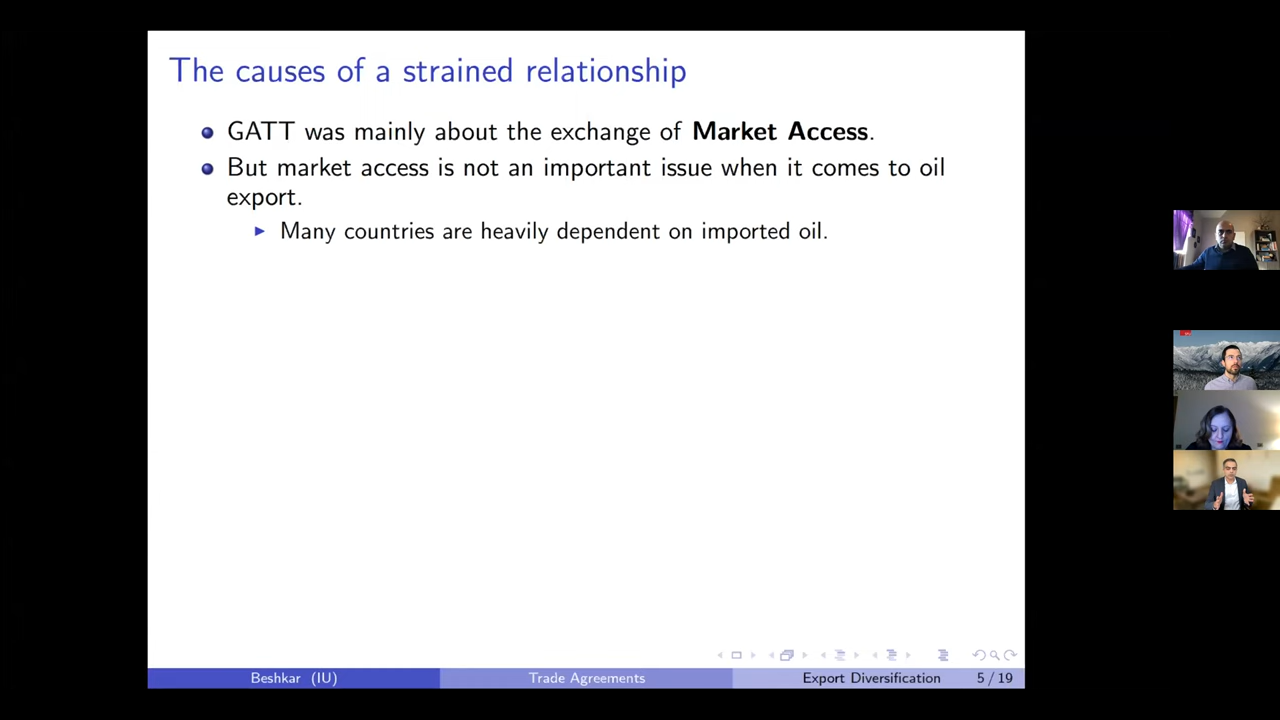 The causes of a strained relationship
GATT was mainly about the exchange of Market Access.
But market access is not an important issue when it comes to oil
export.
Many countries are heavily dependent on imported oil.
Beshkar (IU)
Trade Agreements
Export Diversification
5 / 19